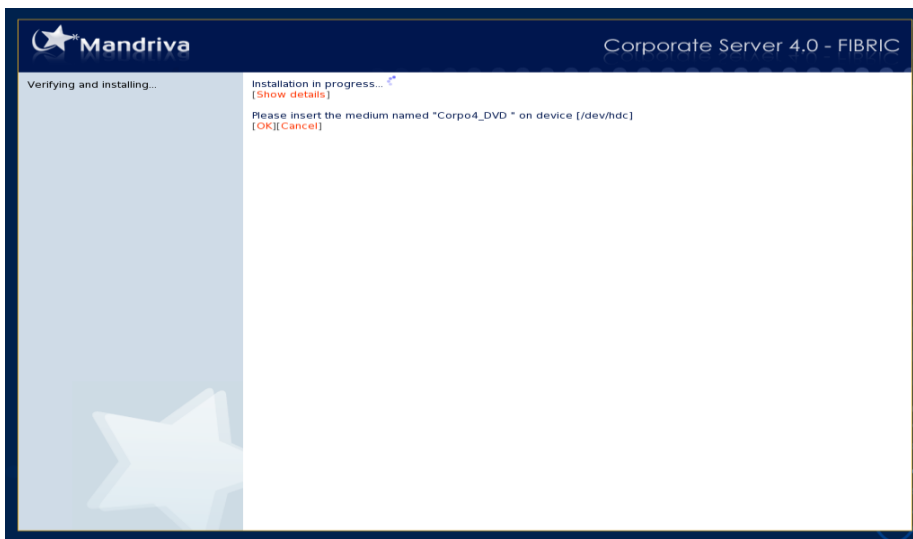 Mandriva
Corporate Server 4.0 - FIBRIC
Verifying and installing...
Installation in progress...
[Show details]
Please insert the medium named "Corpo4_DVD " on device [/dev/hdc]
[OK][Cancel]